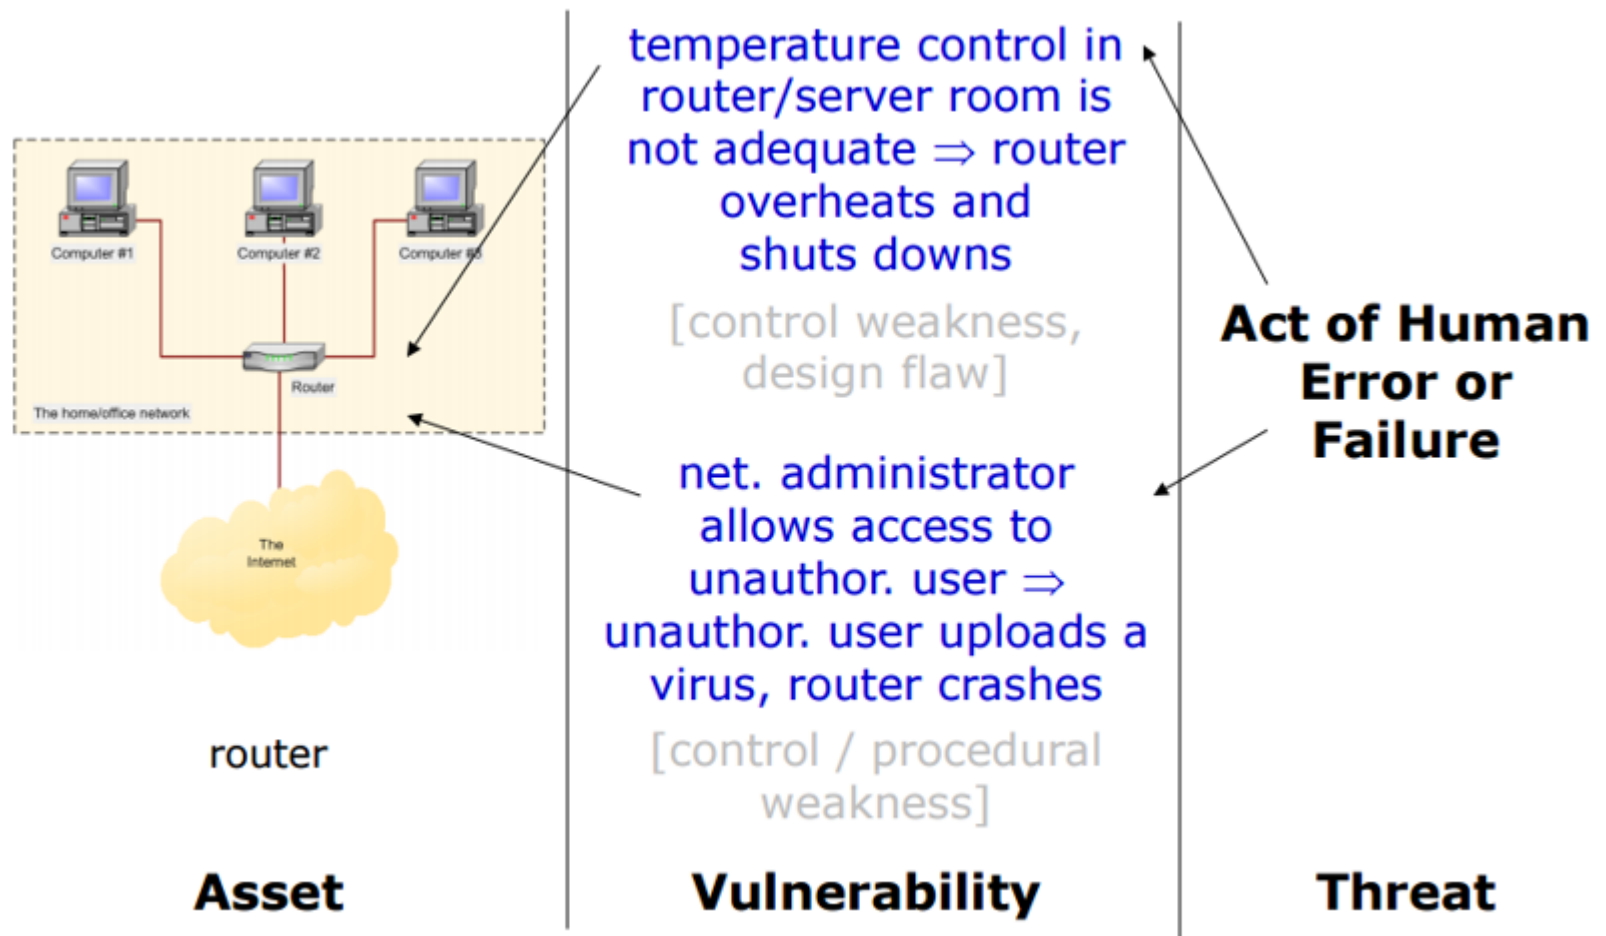 temperature control in
router/server room is
not adequate ⇒ router
overheats and
shuts downs
[control weakness,
design flaw]
net. administrator
allows access to
unauthor. user ⇒
unauthor. user uploads a
virus, router crashes
[control / procedural
weakness]
Computer #1
Computer #2
Computer #3
Router
The home/office network
The
Internet
router
Act of Human
Error or
Failure
Asset
Vulnerability
Threat